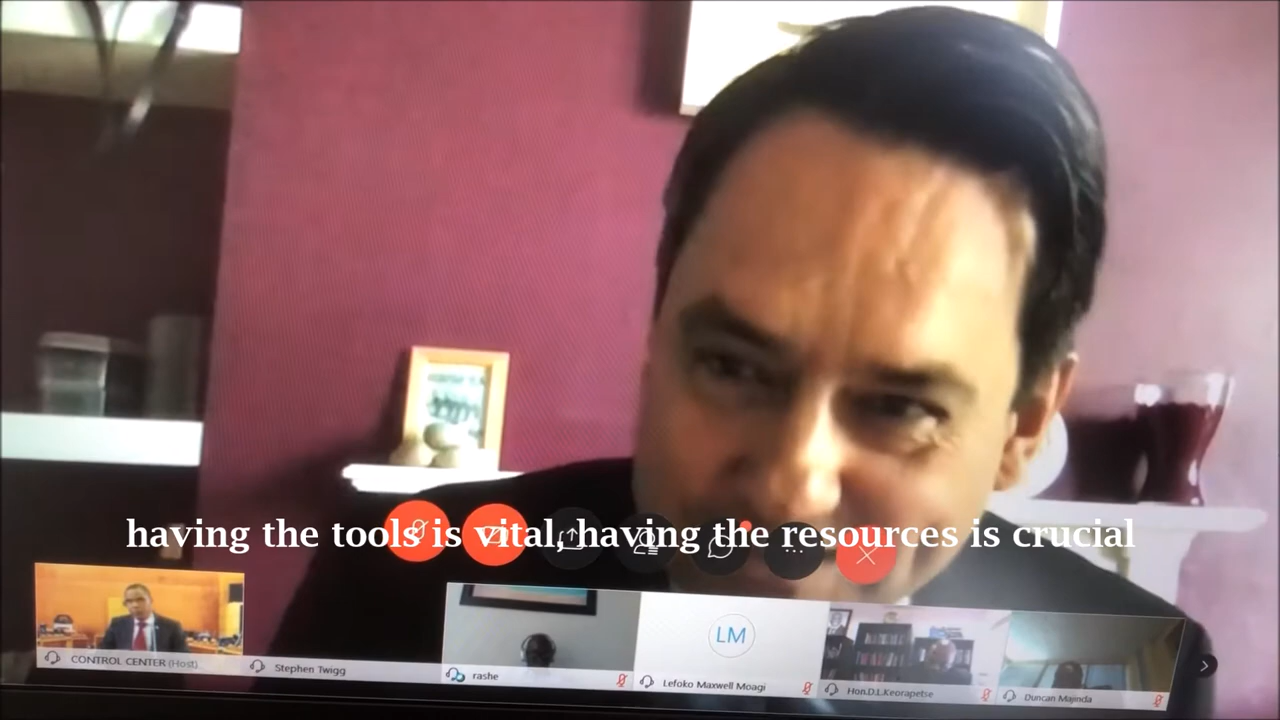 having the tools is vital, having the resources is crucial
CONTROL CENTER (Host)
Stephen Twigg
rashe
LM
Lefoko Maxwell Moagi
Hon.D.L.Keorapetse
Duncan Majinda